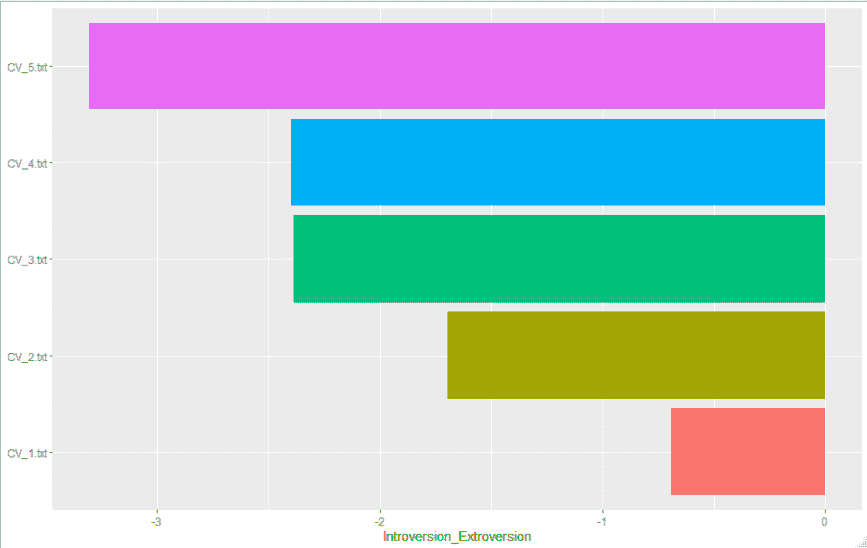 CV_5.txt
CV_4.txt
CV_3.txt
CV_2.txt
CV_1.txt
-3 -2 -1 0
Introversion_Extroversion